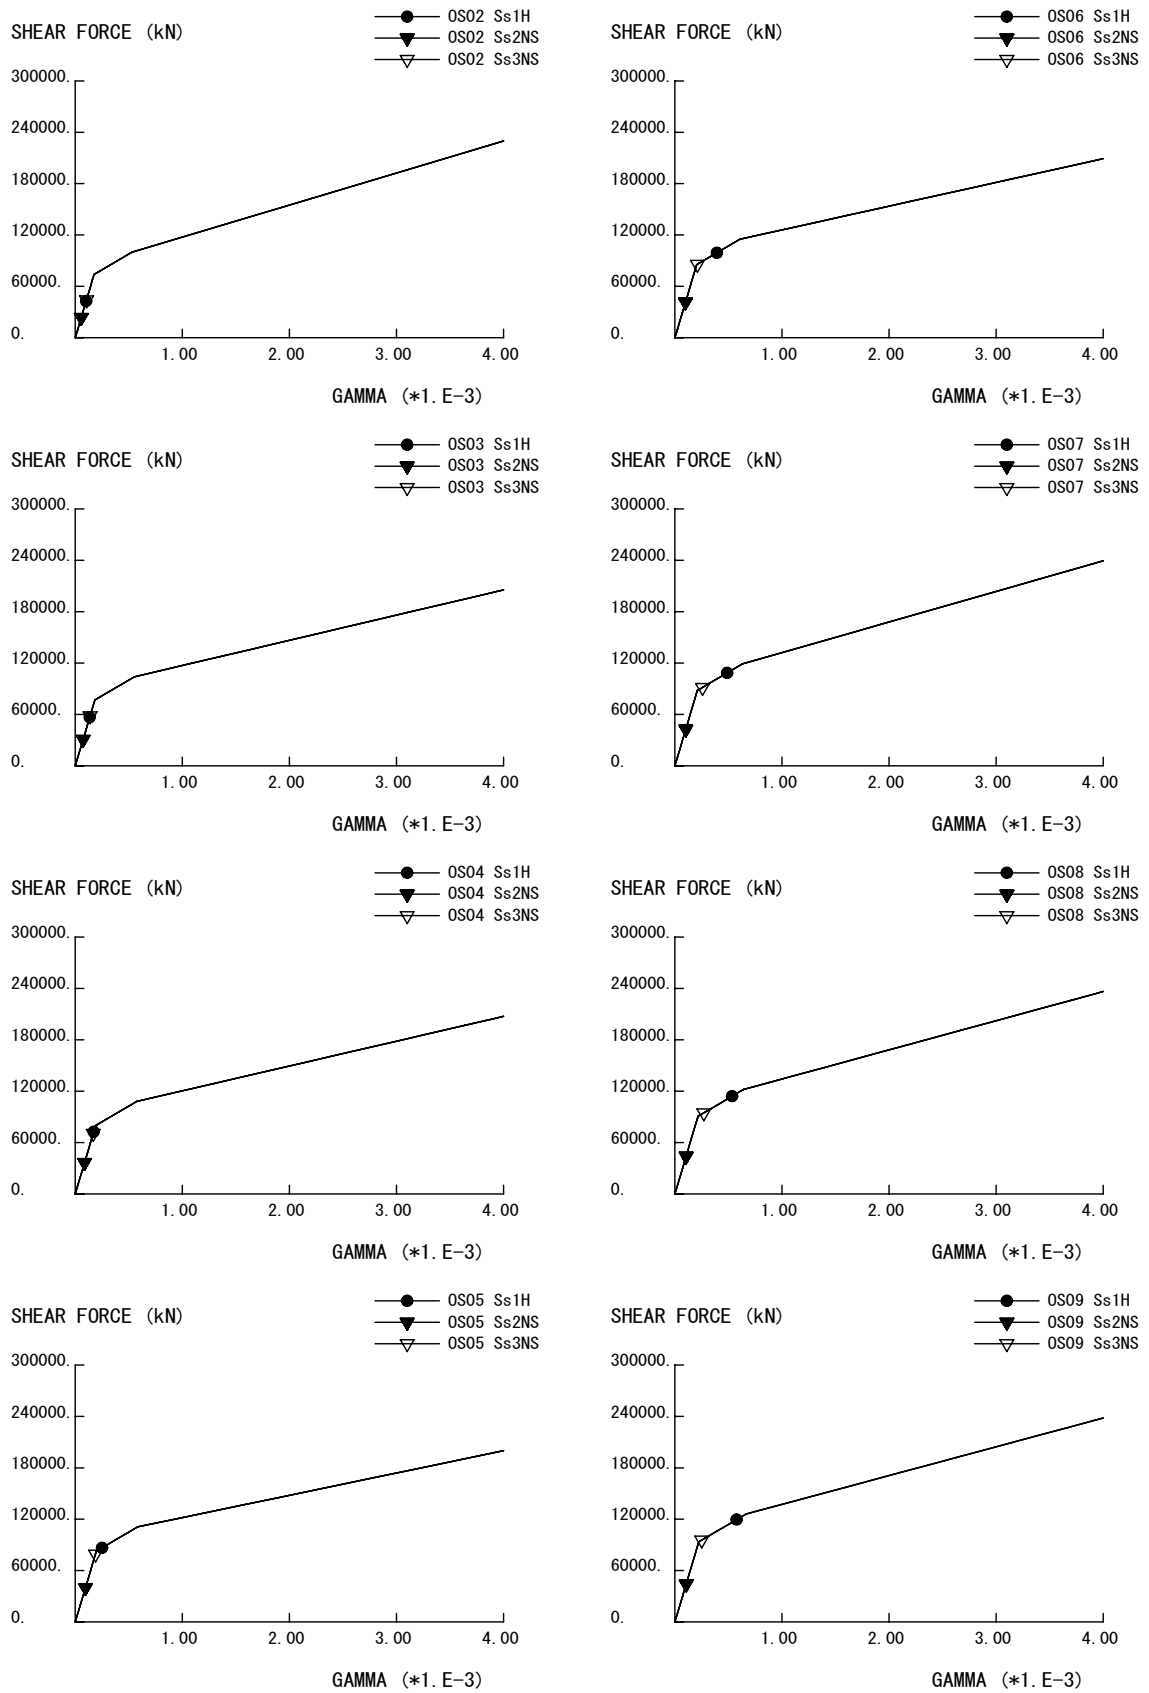 SHEAR FORCE (kN)
OS02 Ss1H
OS02 Ss2NS
OS02 Ss3NS
300000.
240000.
180000.
120000.
60000.
0.
1.00 2.00 3.00 4.00
GAMMA (*1.E-3)
SHEAR FORCE (kN)
OS06 Ss1H
OS06 Ss2NS
OS06 Ss3NS
300000.
240000.
180000.
120000.
60000.
0.
1.00 2.00 3.00 4.00
GAMMA (*1.E-3)
SHEAR FORCE (kN)
OS03 Ss1H
OS03 Ss2NS
OS03 Ss3NS
300000.
240000.
180000.
120000.
60000.
0.
1.00 2.00 3.00 4.00
GAMMA (*1.E-3)
SHEAR FORCE (kN)
OS07 Ss1H
OS07 Ss2NS
OS07 Ss3NS
300000.
240000.
180000.
120000.
60000.
0.
1.00 2.00 3.00 4.00
GAMMA (*1.E-3)
SHEAR FORCE (kN)
OS04 Ss1H
OS04 Ss2NS
OS04 Ss3NS
300000.
240000.
180000.
120000.
60000.
0.
1.00 2.00 3.00 4.00
GAMMA (*1.E-3)
SHEAR FORCE (kN)
OS08 Ss1H
OS08 Ss2NS
OS08 Ss3NS
300000.
240000.
180000.
120000.
60000.
0.
1.00 2.00 3.00 4.00
GAMMA (*1.E-3)
SHEAR FORCE (kN)
OS05 Ss1H
OS05 Ss2NS
OS05 Ss3NS
300000.
240000.
180000.
120000.
60000.
0.
1.00 2.00 3.00 4.00
GAMMA (*1.E-3)
SHEAR FORCE (kN)
OS09 Ss1H
OS09 Ss2NS
OS09 Ss3NS
300000.
240000.
180000.
120000.
60000.
0.
1.00 2.00 3.00 4.00
GAMMA (*1.E-3)